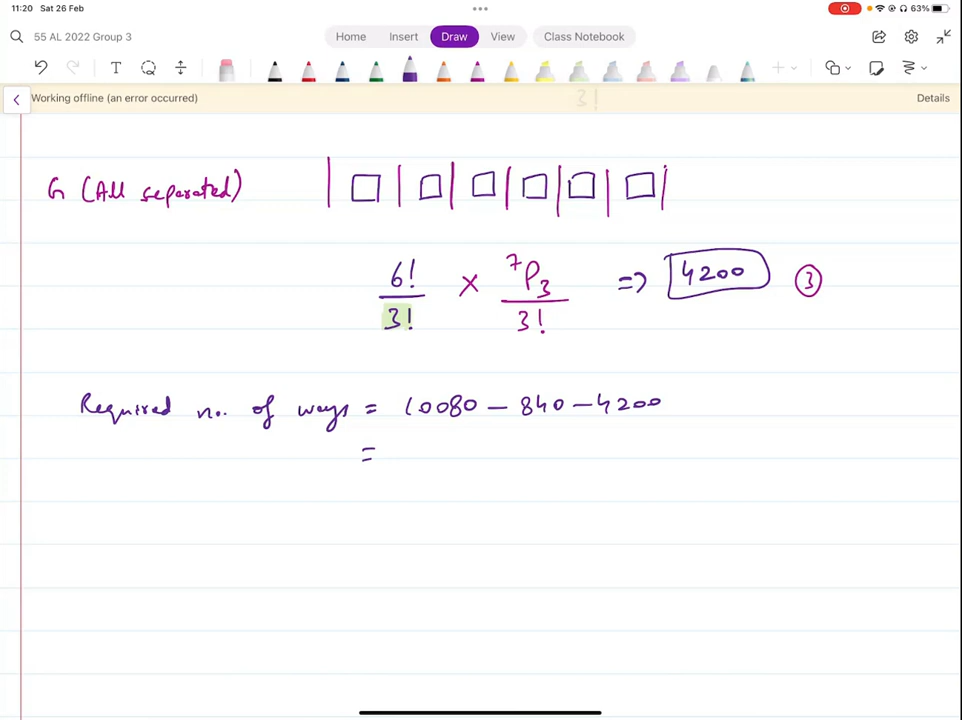 11:20 Sat 26 Feb
63%
55 AL 2022 Group 3
Home Insert Draw View Class Notebook
T
Working offline (an error occurred) 3! Details
G (All separated)
6!/3! × ⁷P₃/3! => 4200 ③
Required no. of ways = 10080 - 840 - 4200
=